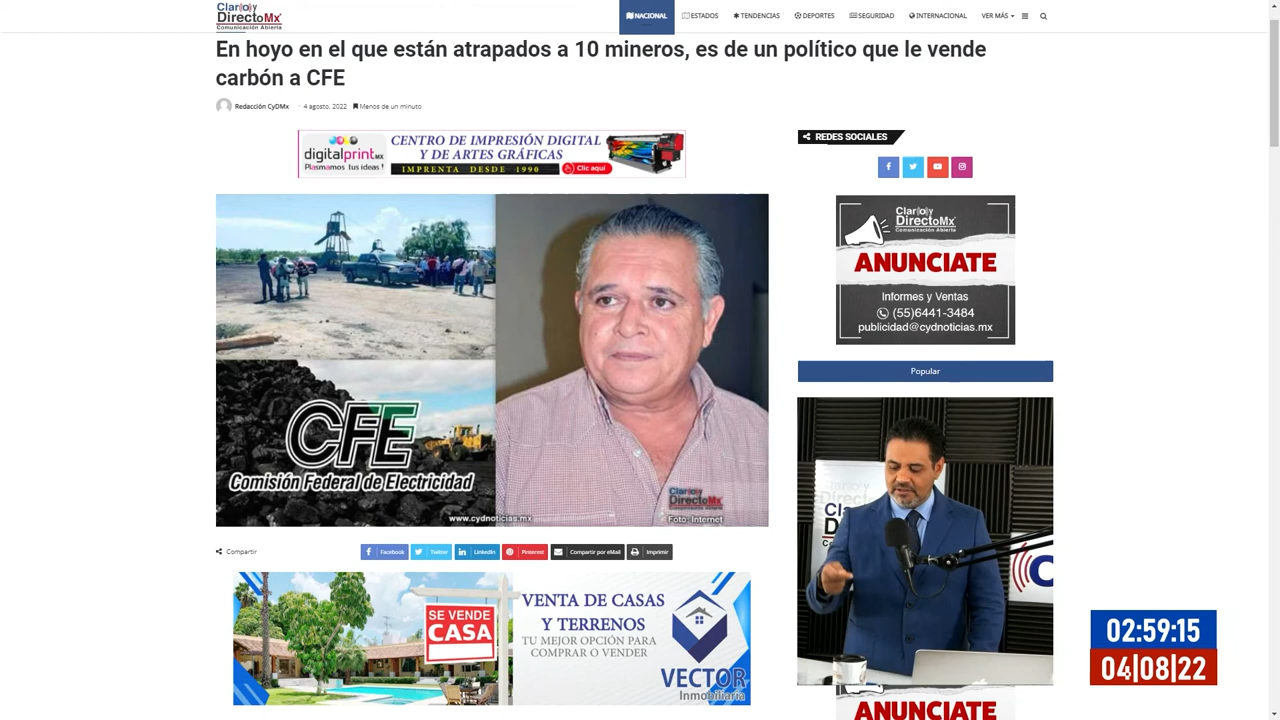 Claro y
DirectoMx
Comunicación Abierta
NACIONAL
ESTADOS
TENDENCIAS
DEPORTES
SEGURIDAD
INTERNACIONAL
VER MÁS
En hoyo en el que están atrapados a 10 mineros, es de un político que le vende
carbón a CFE
Redacción CyDMx
4 agosto, 2022
Menos de un minuto
digitalprint.mx
Plasmamos tus ideas !
CENTRO DE IMPRESIÓN DIGITAL
Y DE ARTES GRÁFICAS
IMPRENTA DESDE 1990
Clic aquí
REDES SOCIALES
Claro y
DirectoMx
Comunicación Abierta
ANUNCIATE
Informes y Ventas
(55)6441-3484
publicidad@cydnoticias.mx
Popular
CFE
Comisión Federal de Electricidad
www.cydnoticias.mx
Claro y
DirectoMx
Foto: Internet
Compartir
Facebook
Twitter
LinkedIn
Pinterest
Compartir por eMail
Imprimir
SE VENDE
CASA
VENTA DE CASAS
Y TERRENOS
TU MEJOR OPCIÓN PARA
COMPRAR O VENDER
VECTOR
Inmobiliaria
02:59:15
04|08|22
ANUNCIATE